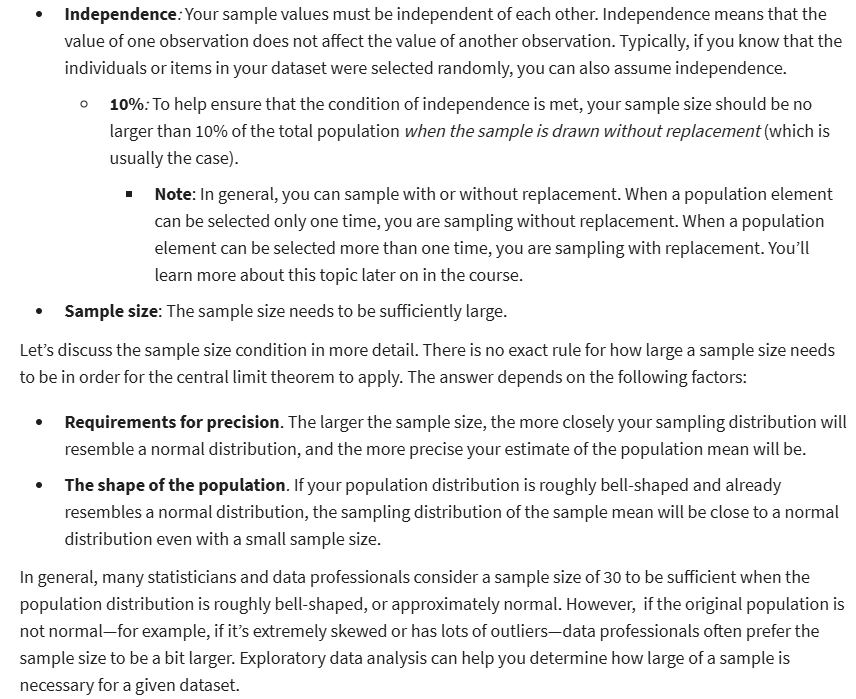 • Independence: Your sample values must be independent of each other. Independence means that the
value of one observation does not affect the value of another observation. Typically, if you know that the
individuals or items in your dataset were selected randomly, you can also assume independence.
◦ 10%: To help ensure that the condition of independence is met, your sample size should be no
larger than 10% of the total population when the sample is drawn without replacement (which is
usually the case).
▪ Note: In general, you can sample with or without replacement. When a population element
can be selected only one time, you are sampling without replacement. When a population
element can be selected more than one time, you are sampling with replacement. You’ll
learn more about this topic later on in the course.
• Sample size: The sample size needs to be sufficiently large.
Let’s discuss the sample size condition in more detail. There is no exact rule for how large a sample size needs
to be in order for the central limit theorem to apply. The answer depends on the following factors:
• Requirements for precision. The larger the sample size, the more closely your sampling distribution will
resemble a normal distribution, and the more precise your estimate of the population mean will be.
• The shape of the population. If your population distribution is roughly bell-shaped and already
resembles a normal distribution, the sampling distribution of the sample mean will be close to a normal
distribution even with a small sample size.
In general, many statisticians and data professionals consider a sample size of 30 to be sufficient when the
population distribution is roughly bell-shaped, or approximately normal. However, if the original population is
not normal—for example, if it’s extremely skewed or has lots of outliers—data professionals often prefer the
sample size to be a bit larger. Exploratory data analysis can help you determine how large of a sample is
necessary for a given dataset.